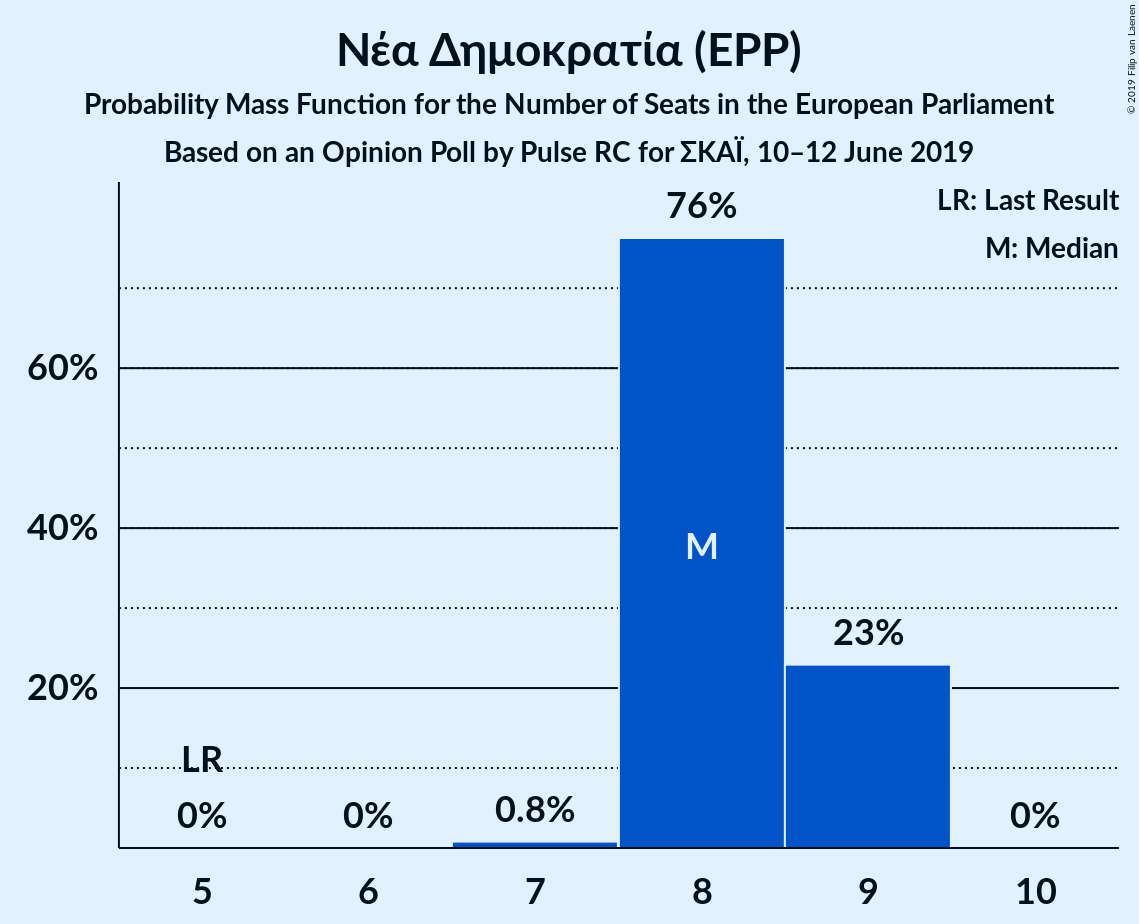 Νέα Δημοκρατία (EPP)
Probability Mass Function for the Number of Seats in the European Parliament
Based on an Opinion Poll by Pulse RC for ΣΚΑΪ, 10–12 June 2019
© 2019 Filip van Laenen
LR: Last Result
M: Median
76%
60%
40%
M
23%
20%
LR
0%
0%
0.8%
0%
5 6 7 8 9 10